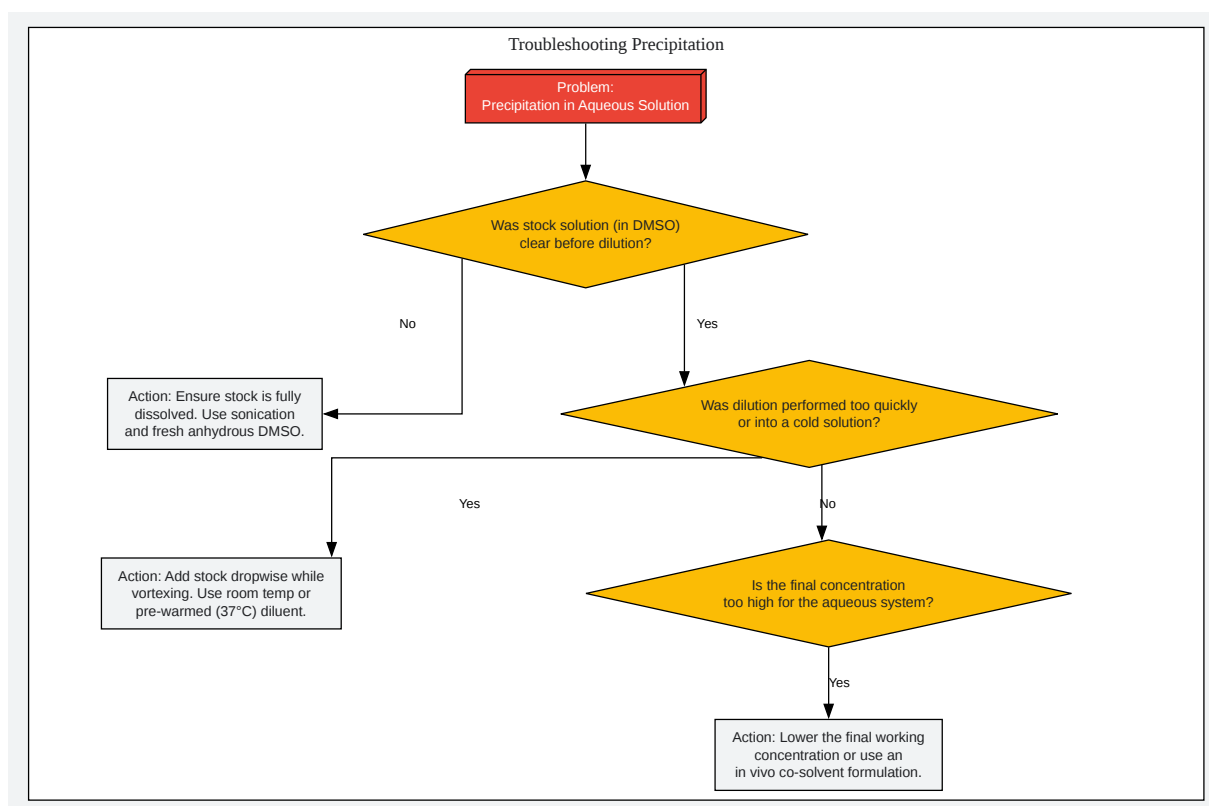 Troubleshooting Precipitation
Problem:
Precipitation in Aqueous Solution
Was stock solution (in DMSO)
clear before dilution?
No
Yes
Action: Ensure stock is fully
dissolved. Use sonication
and fresh anhydrous DMSO.
Was dilution performed too quickly
or into a cold solution?
Yes
No
Action: Add stock dropwise while
vortexing. Use room temp or
pre-warmed (37°C) diluent.
Is the final concentration
too high for the aqueous system?
Yes
Action: Lower the final working
concentration or use an
in vivo co-solvent formulation.